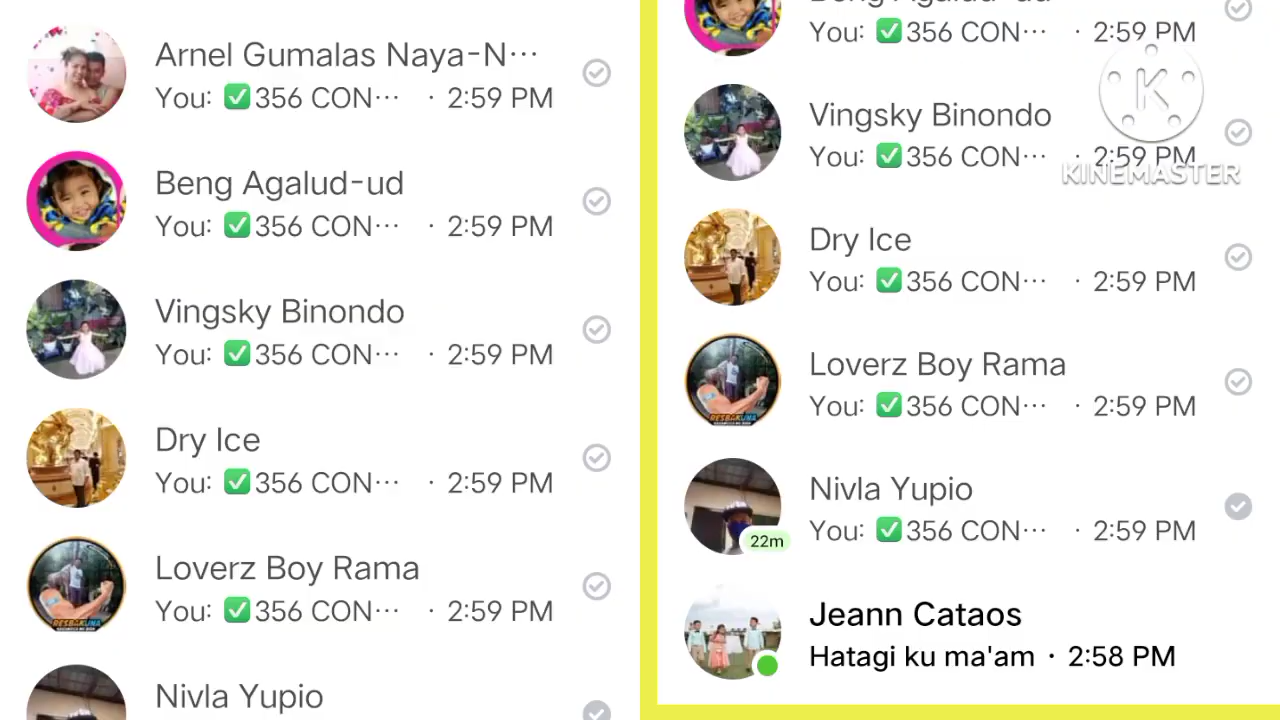 Arnel Gumalas Naya-N···
You: ✅356 CON··· · 2:59 PM
Beng Agalud-ud
You: ✅356 CON··· · 2:59 PM
Vingsky Binondo
You: ✅356 CON··· · 2:59 PM
Dry Ice
You: ✅356 CON··· · 2:59 PM
Loverz Boy Rama
You: ✅356 CON··· · 2:59 PM
RESBAKUNA
Nivla Yupio
Beng Agalud-ud
You: ✅356 CON··· · 2:59 PM
Vingsky Binondo
You: ✅356 CON··· · 2:59 PM
K
KINEMASTER
Dry Ice
You: ✅356 CON··· · 2:59 PM
Loverz Boy Rama
You: ✅356 CON··· · 2:59 PM
RESBAKUNA
Nivla Yupio
You: ✅356 CON··· · 2:59 PM
22m
Jeann Cataos
Hatagi ku ma'am · 2:58 PM